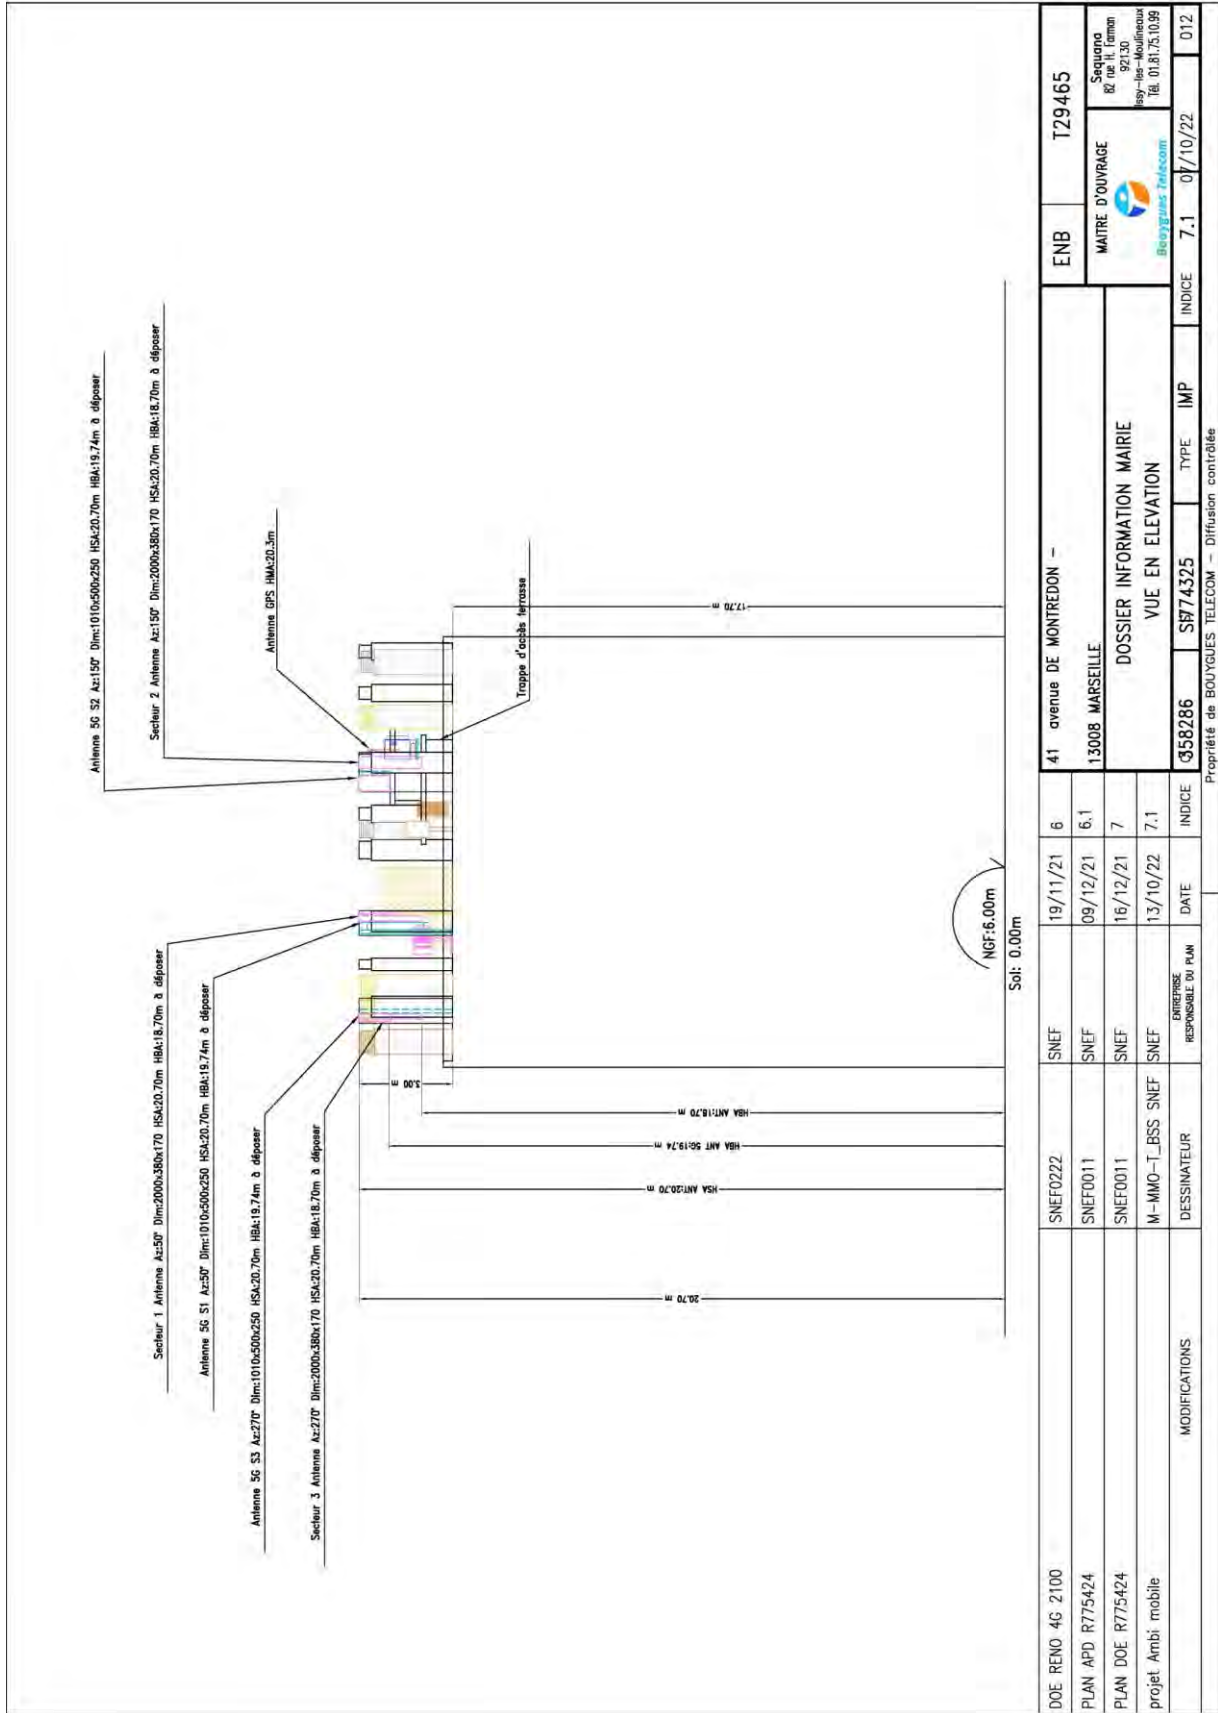 Antenne 5G S2 Az:150° Dim:1010x500x250 HSA:20.70m HBA:19.74m à déposer
Secteur 2 Antenne Az:150° Dim:2000x380x170 HSA:20.70m HBA:18.70m à déposer
Antenne GPS HMA:20.3m
Trappe d'accès terrasse
Secteur 1 Antenne Az:50° Dim:2000x380x170 HSA:20.70m HBA:18.70m à déposer
Antenne 5G S1 Az:50° Dim:1010x500x250 HSA:20.70m HBA:19.74m à déposer
Antenne 5G S3 Az:270° Dim:1010x500x250 HSA:20.70m HBA:19.74m à déposer
Secteur 3 Antenne Az:270° Dim:2000x380x170 HSA:20.70m HBA:18.70m à déposer
20.70 m
HSA ANT:20.70 m
HBA ANT 5G:19.74 m
HBA ANT:18.70 m
3.00 m
17.70 m
NGF:6.00m
Sol: 0.00m
DOE RENO 4G 2100 SNEF0222 SNEF 19/11/21 6
PLAN APD R775424 SNEF0011 SNEF 09/12/21 6.1
PLAN DOE R775424 SNEF0011 SNEF 16/12/21 7
projet Ambi mobile M-MMO-T_BSS SNEF SNEF 13/10/22 7.1
MODIFICATIONS DESSINATEUR ENTREPRISE RESPONSABLE DU PLAN DATE INDICE
41 avenue DE MONTREDON -
13008 MARSEILLE
ENB T29465
DOSSIER INFORMATION MAIRIE
VUE EN ELEVATION
MAITRE D'OUVRAGE
Bouygues Telecom
Sequana
82 rue H. Farman
92130
Issy-les-Moulineaux
Tél. 01.81.75.10.99
358286 774325 TYPE IMP INDICE 7.1 07/10/22 012
Propriété de BOUYGUES TELECOM - Diffusion contrôlée